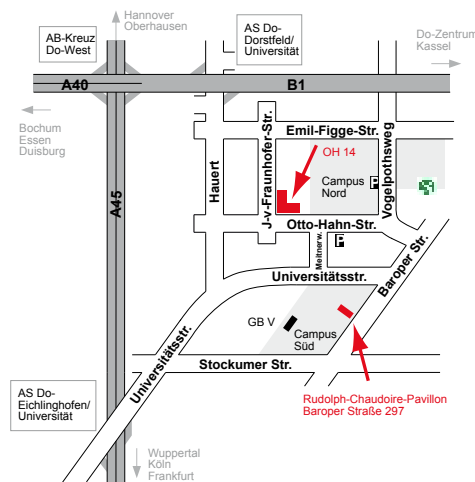 Hannover
Oberhausen
AB-Kreuz
Do-West
AS Do-
Dorstfeld/
Universität
Do-Zentrum
Kassel
A40
B1
Bochum
Essen
Duisburg
A45
Hauert
J-v-Fraunhofer-Str.
Emil-Figge-Str.
OH 14
Campus
Nord
P
Vogelpothsweg
S
Otto-Hahn-Str.
Meitnerw.
P
Baroper Str.
Universitätsstr.
GB V
Campus
Süd
Universitätsstr.
Stockumer Str.
AS Do-
Eichlinghofen/
Universität
Rudolph-Chaudoire-Pavillon
Baroper Straße 297
Wuppertal
Köln
Frankfurt